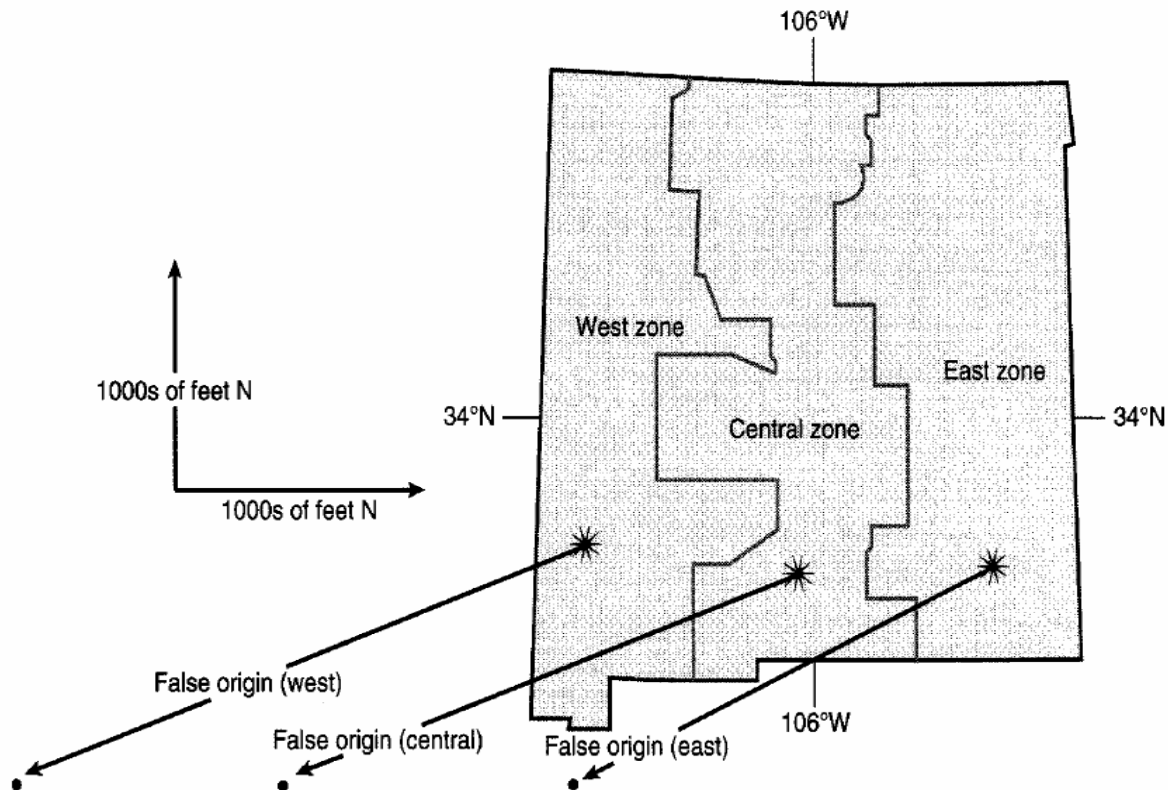 106°W
West zone
East zone
1000s of feet N
34°N
Central zone
34°N
1000s of feet N
False origin (west)
106°W
False origin (central)
False origin (east)